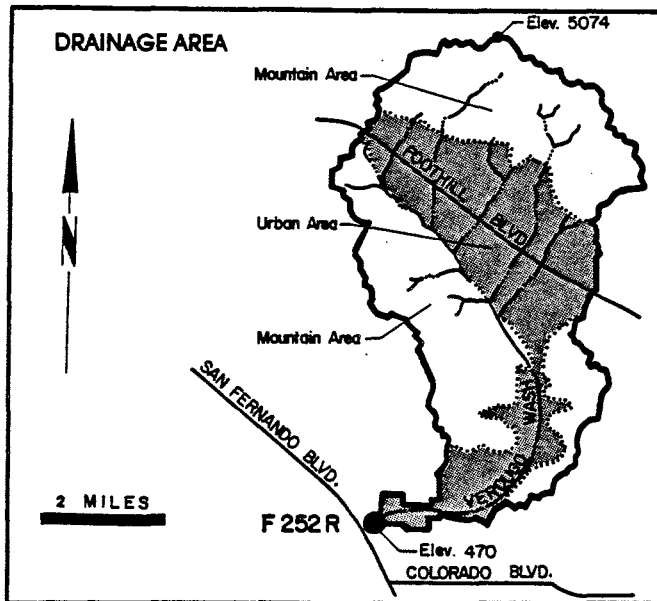 Elev. 5074
DRAINAGE AREA
Mountain Area
FOOTHILL
BLVD.
N
Urban Area
Mountain Area
SAN FERNANDO BLVD.
VERDUGO
WASH
2 MILES
F 252 R
Elev. 470
COLORADO BLVD.